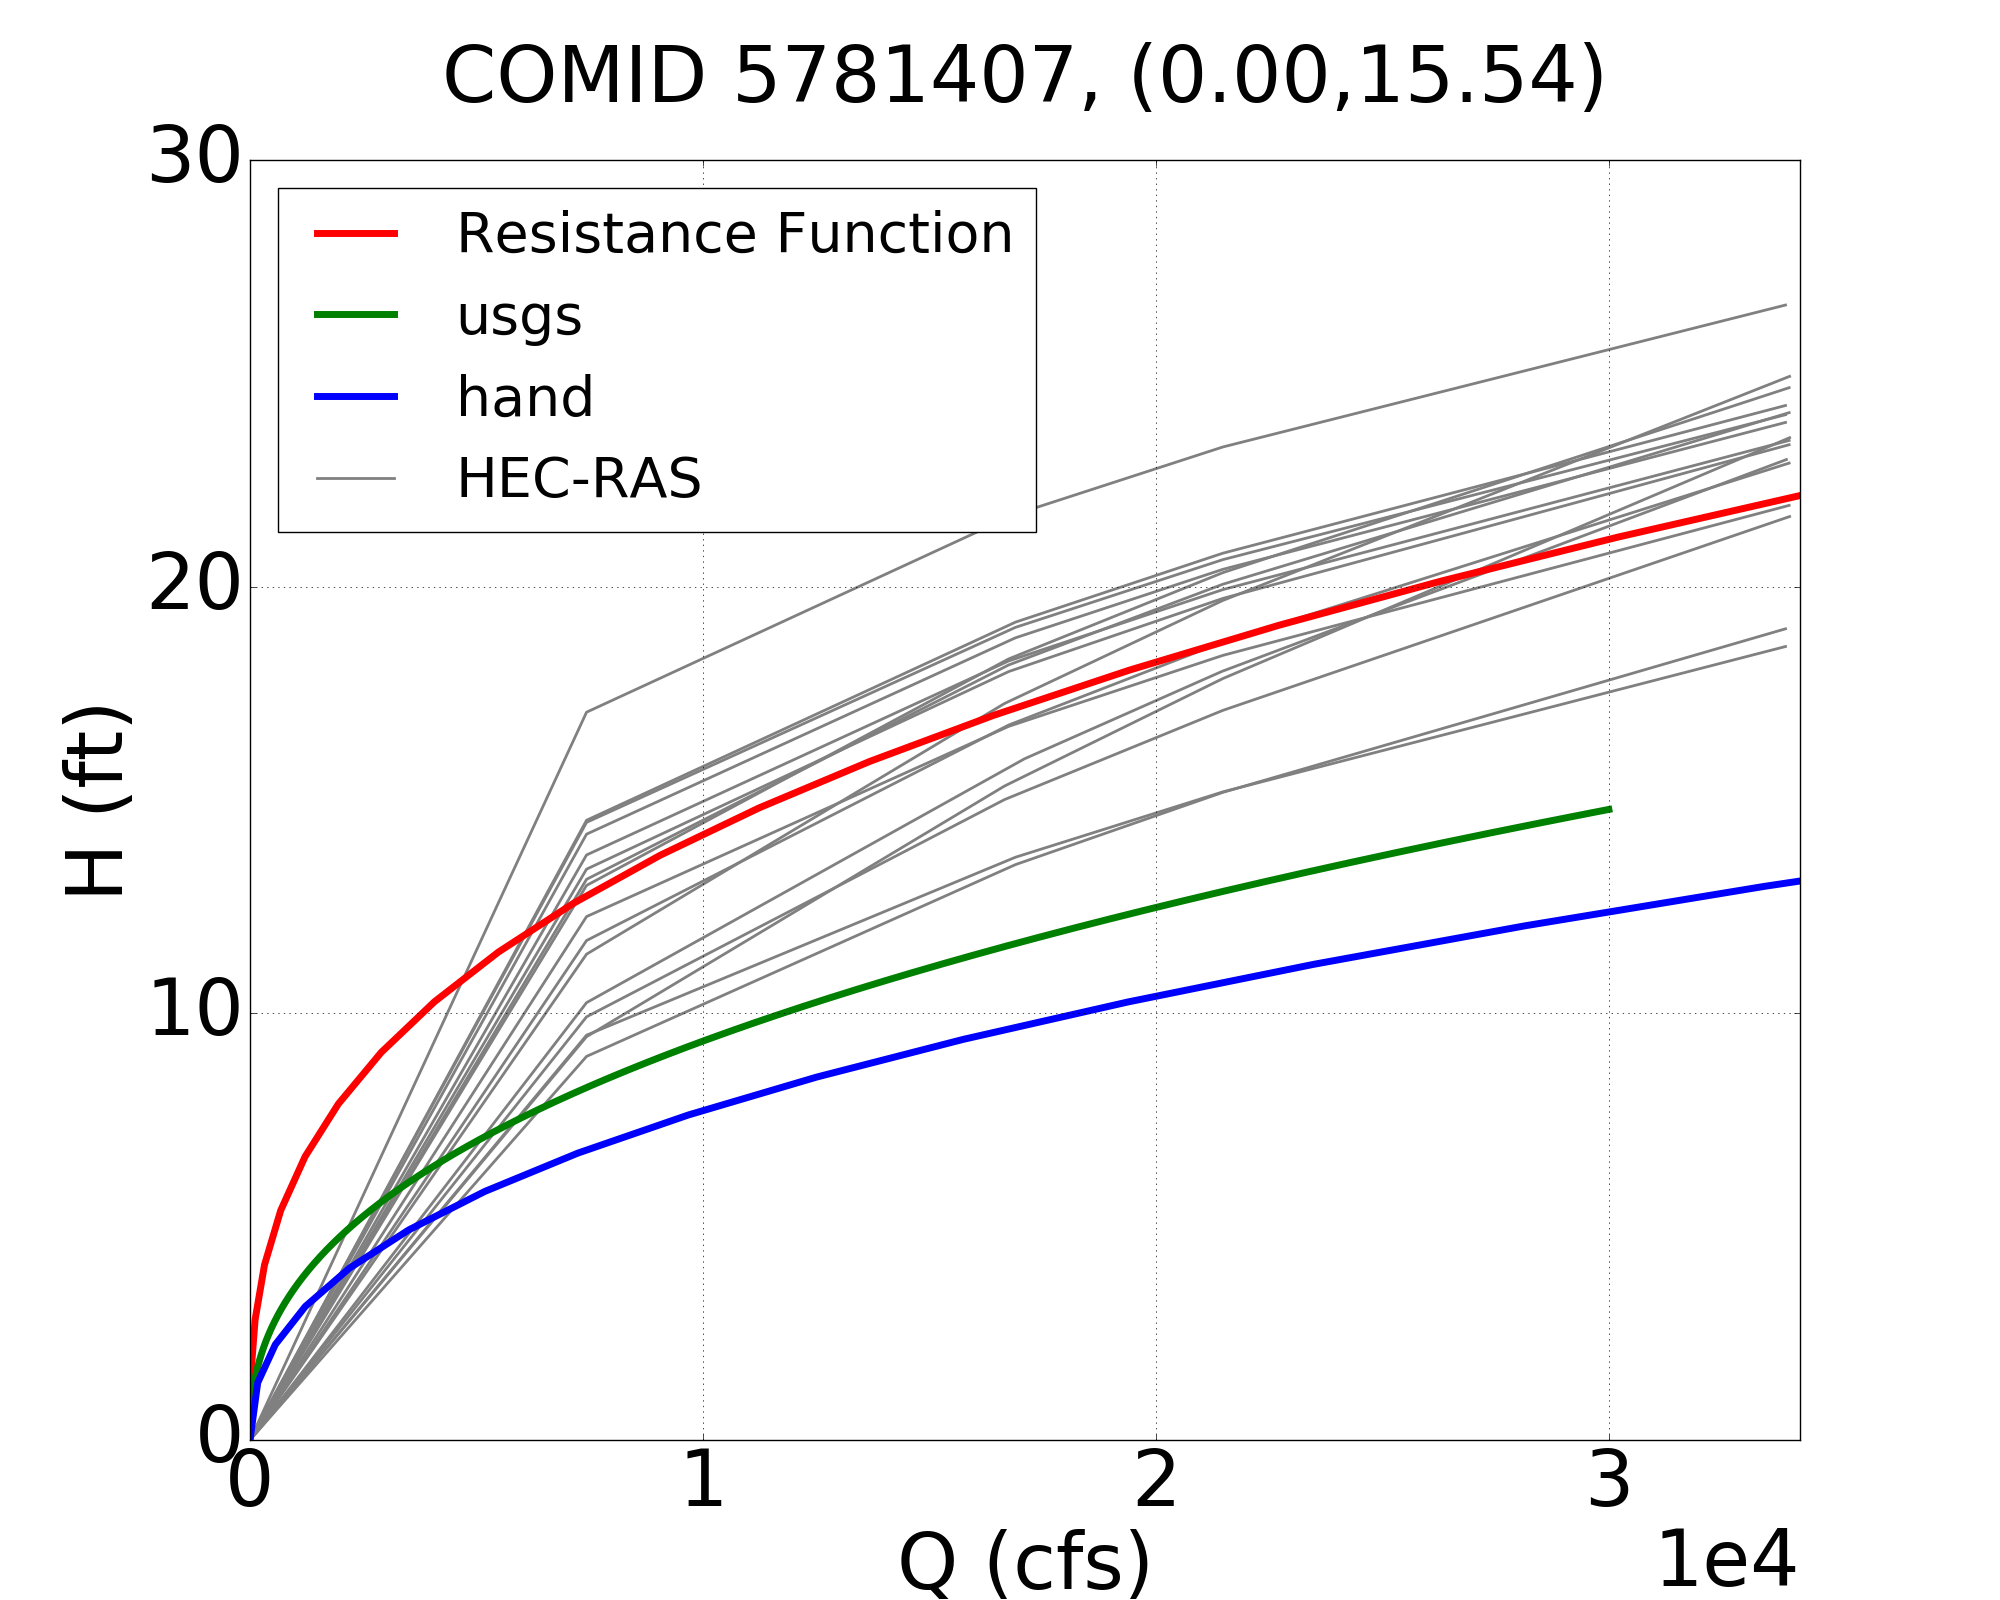 COMID 5781407, (0.00,15.54)
30
20
10
0
H (ft)
Resistance Function
usgs
hand
HEC-RAS
0 1 2 3
Q (cfs)
1e4